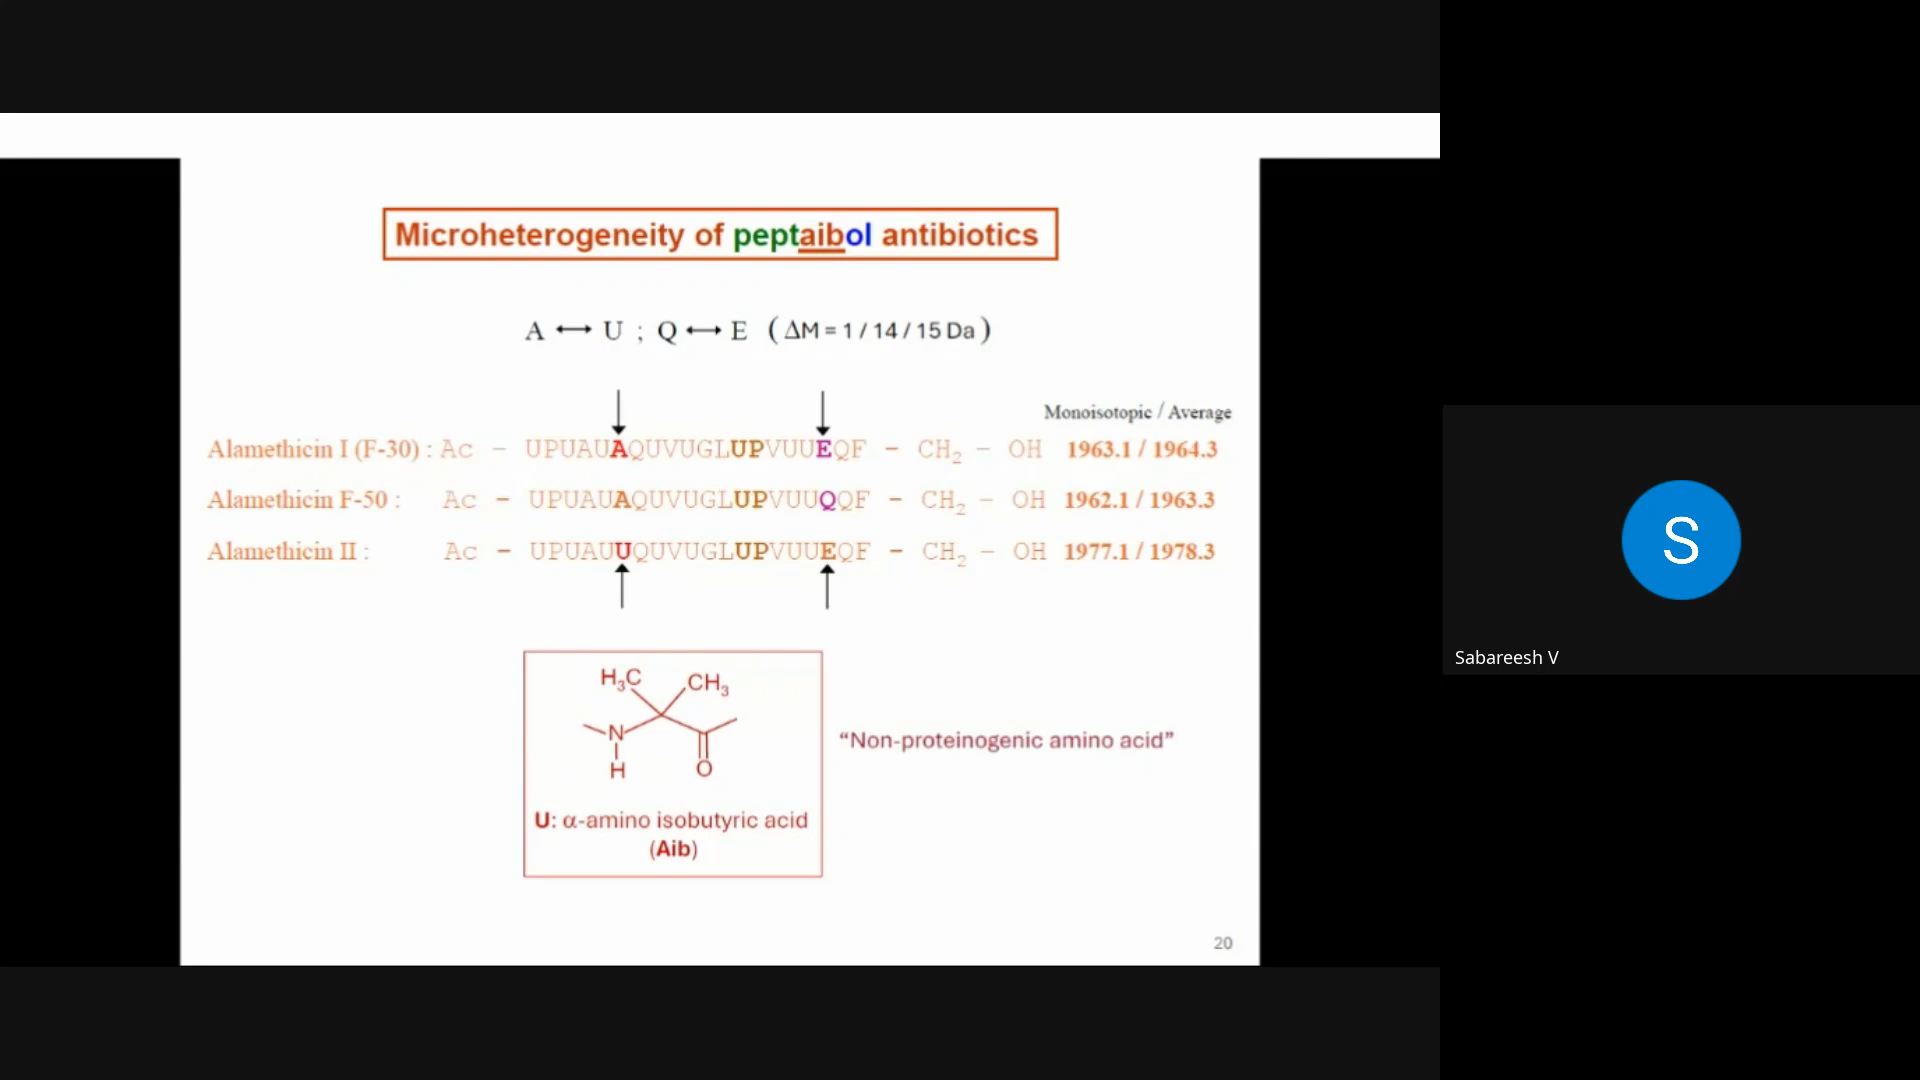 Microheterogeneity of peptaibol antibiotics
A ↔ U ; Q ↔ E ( ΔM = 1 / 14 / 15 Da )
Monoisotopic / Average
Alamethicin I (F-30) : Ac – UPUAUAQUVUGLUPVUUEQF – CH2 – OH 1963.1 / 1964.3
Alamethicin F-50 : Ac – UPUAUAQUVUGLUPVUUQQF – CH2 – OH 1962.1 / 1963.3
Alamethicin II : Ac – UPUAUUQUVUGLUPVUUEQF – CH2 – OH 1977.1 / 1978.3
H3C CH3
N
H O
“Non-proteinogenic amino acid”
U: α-amino isobutyric acid
(Aib)
20
S
Sabareesh V